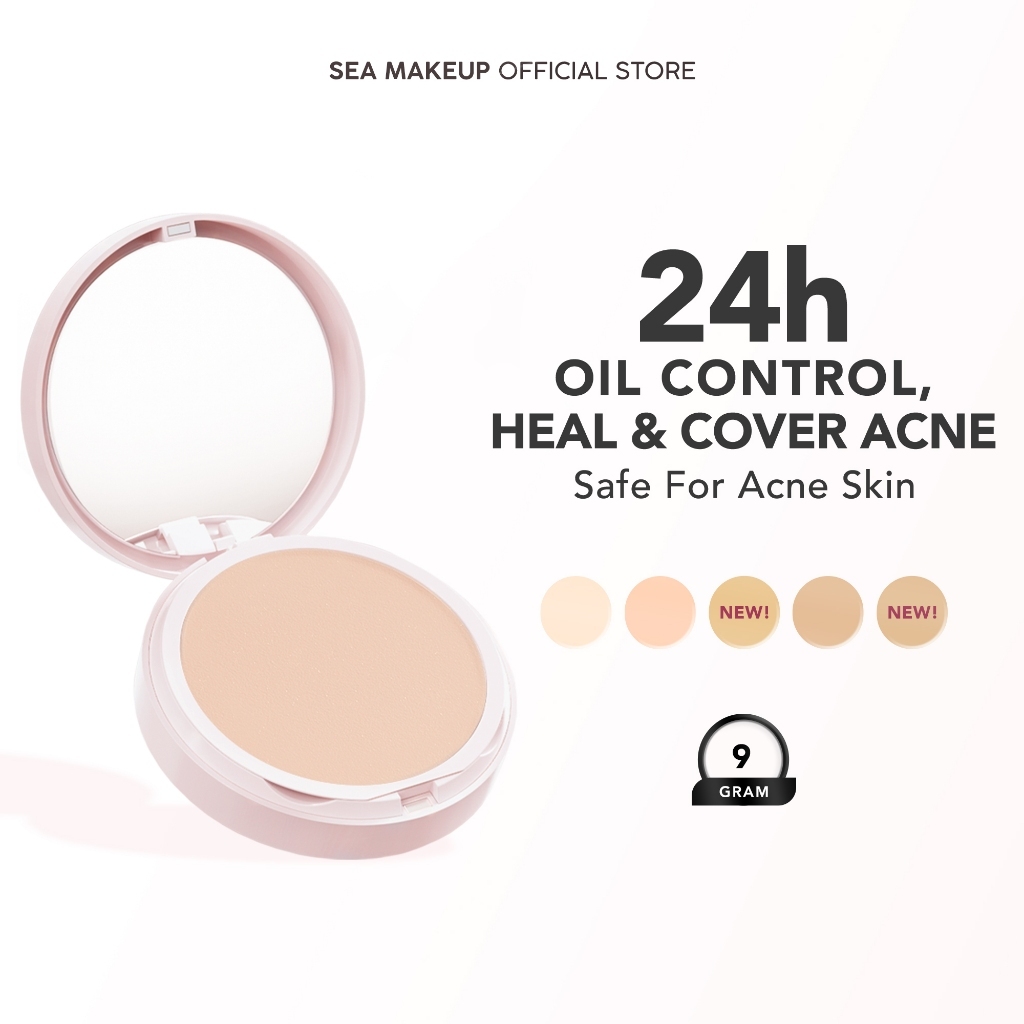 SEA MAKEUP OFFICIAL STORE
24h
OIL CONTROL,
HEAL & COVER ACNE
Safe For Acne Skin
NEW!
NEW!
9
GRAM